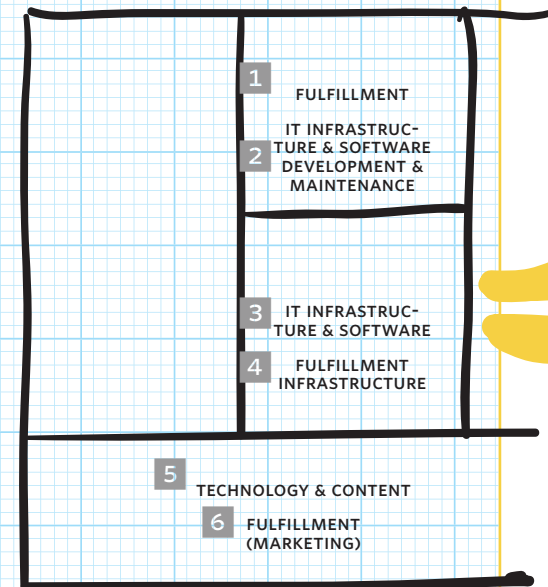 1
FULFILLMENT
2
IT INFRASTRUC-
TURE & SOFTWARE
DEVELOPMENT &
MAINTENANCE
3
IT INFRASTRUC-
TURE & SOFTWARE
4
FULFILLMENT
INFRASTRUCTURE
5
TECHNOLOGY & CONTENT
6
FULFILLMENT
(MARKETING)